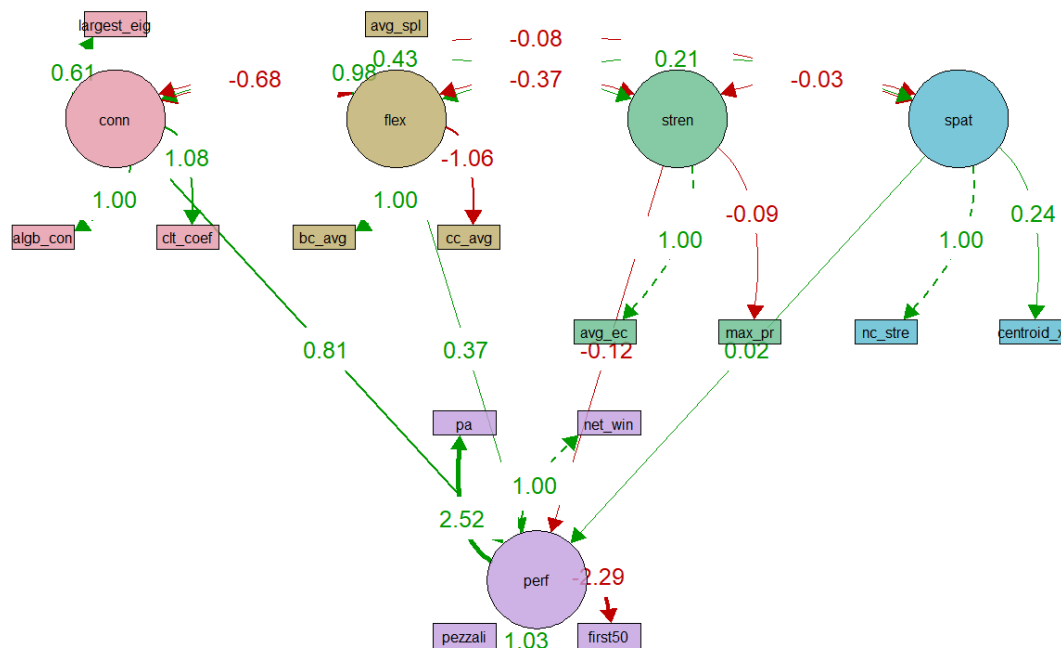 largest_eig
avg_spl
-0.08
0.61
-0.68
0.98
0.43
-0.37
0.21
-0.03
conn
flex
stren
spat
1.08
-1.06
1.00
1.00
-0.09
0.24
algb_con
clt_coef
bc_avg
cc_avg
1.00
1.00
avg_ec
max_pr
nc_stre
centroid_x
0.81
0.37
-0.12
0.02
pa
net_win
1.00
2.52
perf
-2.29
pezzali
1.03
first50